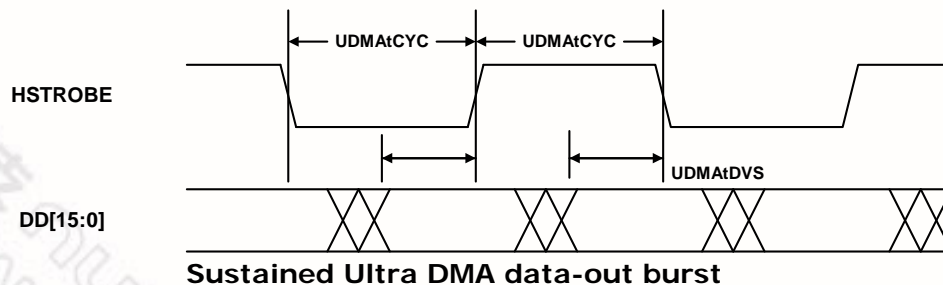 UDMAtCYC UDMAtCYC
HSTROBE
UDMAtDVS
DD[15:0]
Sustained Ultra DMA data-out burst